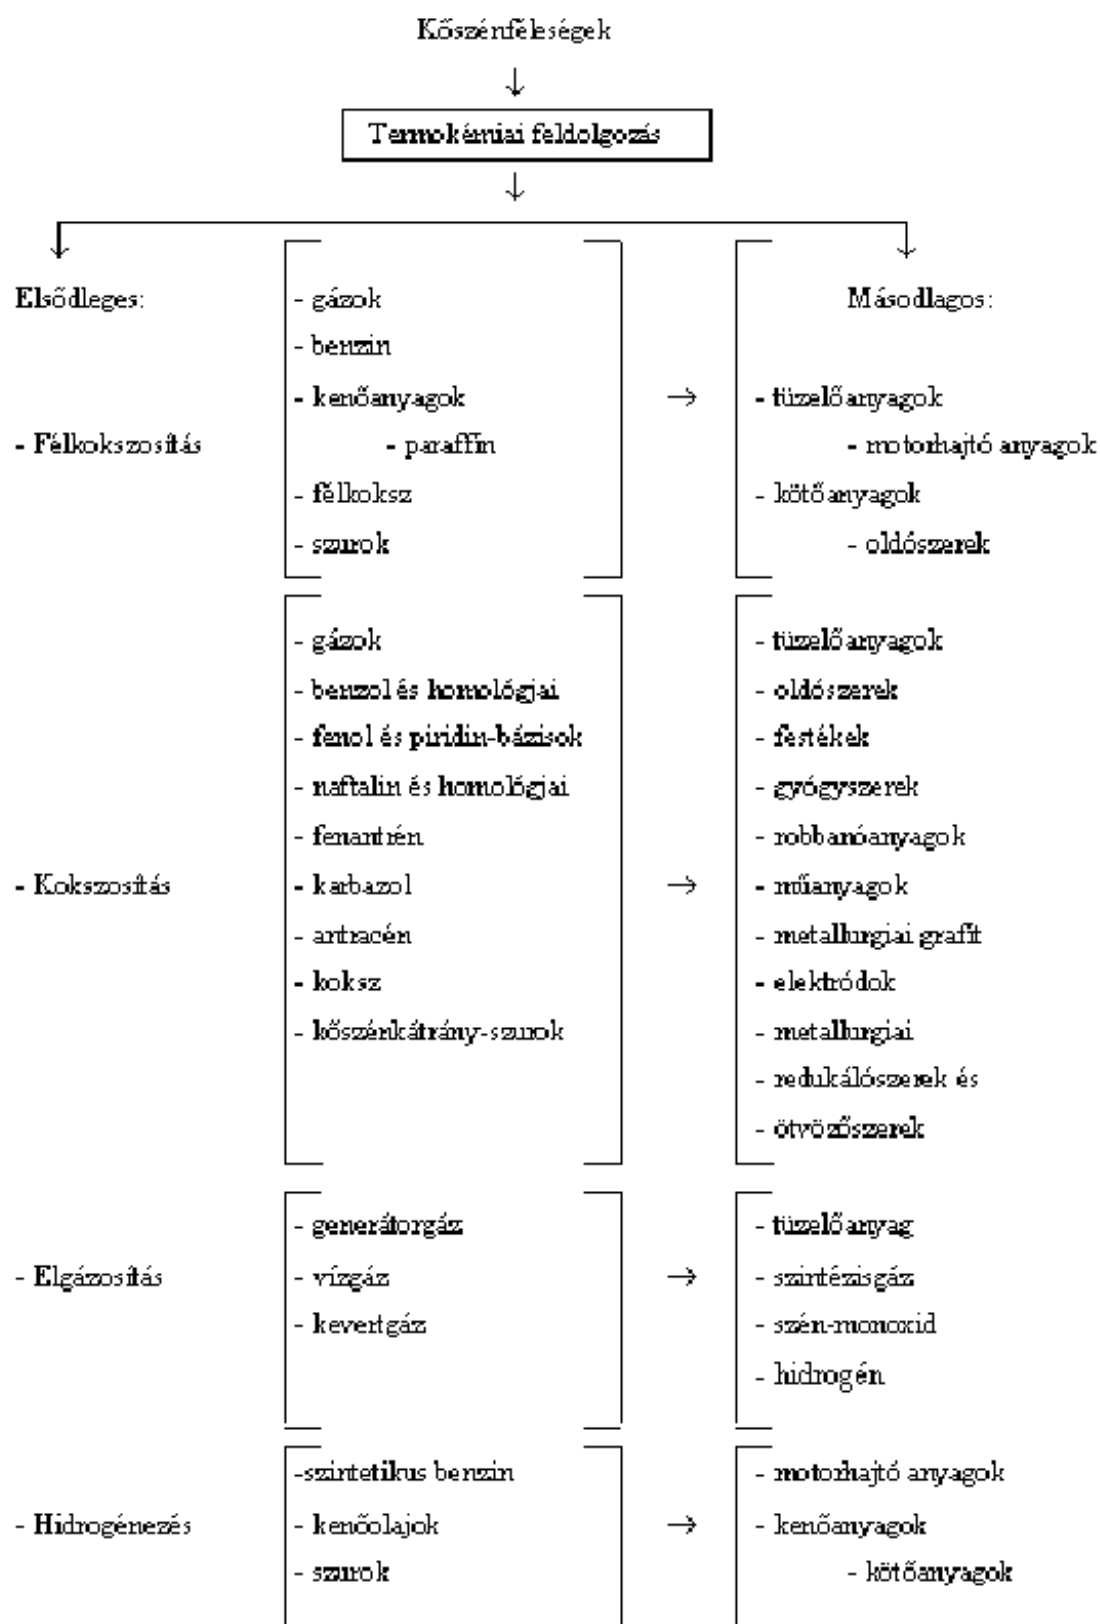 Kőszénféleségek
↓
Termokémiai feldolgozás
↓
Elsődleges:
- gázok
Másodlagos:
- benzin
- kenőanyagok → - tüzelőanyagok
- Félkokszosítás - paraffin - motorhajtó anyagok
- félkoksz - kötőanyagok
- szurok - oldószerek
- gázok - tüzelőanyagok
- benzol és homológjai - oldószerek
- fenol és piridin-bázisok - festékek
- naftalin és homológjai - gyógyszerek
- fenantrén - robbanóanyagok
- Kokszosítás - karbazol → - műanyagok
- antracén - metallurgiai grafit
- koksz - elektródok
- kőszénkátrány-szurok - metallurgiai
- redukálószerek és
- ötvözőszerek
- generátorgáz - tüzelőanyag
- Elgázosítás - vízgáz → - szintézisgáz
- kevertgáz - szén-monoxid
- hidrogén
-szintetikus benzin - motorhajtó anyagok
- Hidrogénezés - kenőolajok → - kenőanyagok
- szurok - kötőanyagok